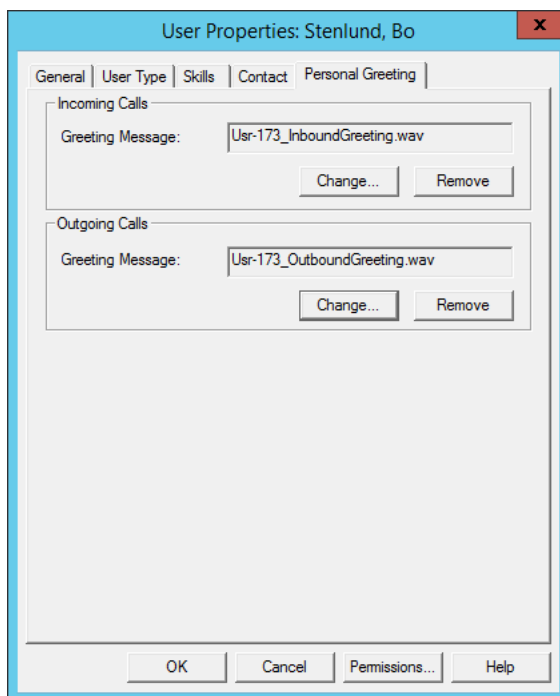 User Properties: Stenlund, Bo
x
General User Type Skills Contact Personal Greeting
Incoming Calls
Greeting Message: Usr-173_InboundGreeting.wav
Change... Remove
Outgoing Calls
Greeting Message: Usr-173_OutboundGreeting.wav
Change... Remove
OK Cancel Permissions... Help